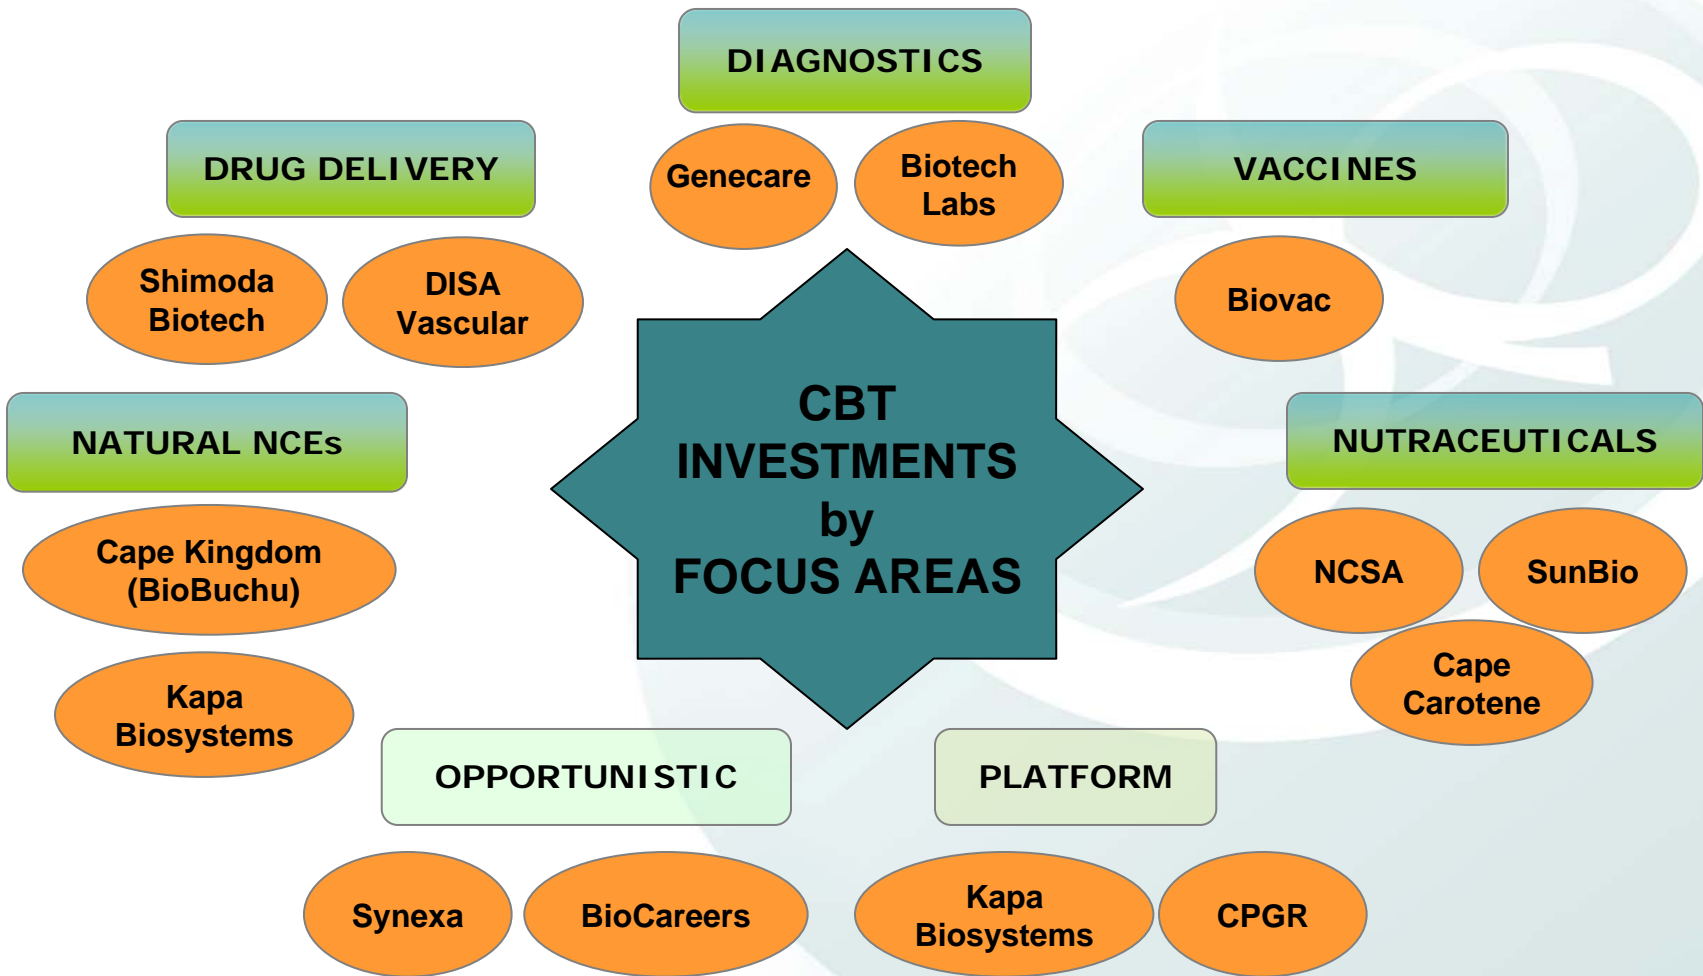 DIAGNOSTICS
Genecare
Biotech
Labs
DRUG DELIVERY
Shimoda
Biotech
DISA
Vascular
VACCINES
Biovac
NATURAL NCEs
Cape Kingdom
(BioBuchu)
Kapa
Biosystems
CBT
INVESTMENTS
by
FOCUS AREAS
NUTRACEUTICALS
NCSA
SunBio
Cape
Carotene
OPPORTUNISTIC
Synexa
BioCareers
PLATFORM
Kapa
Biosystems
CPGR